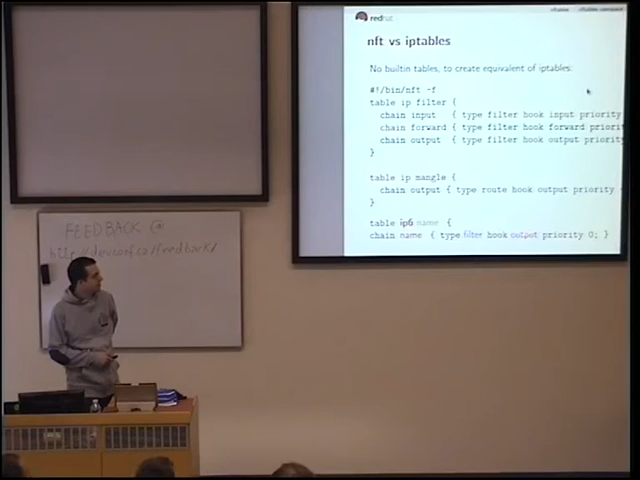 redhat
nft vs iptables
No builtin tables, to create equivalent of iptables:
#!/bin/nft -f
table ip filter {
chain input { type filter hook input priority
chain forward { type filter hook forward priorit
chain output { type filter hook output priority
}
table ip mangle {
chain output { type route hook output priority
}
table ip6 name {
chain name { type filter hook output priority 0; }
FEEDBACK @
http://devconf.cz/feedback/